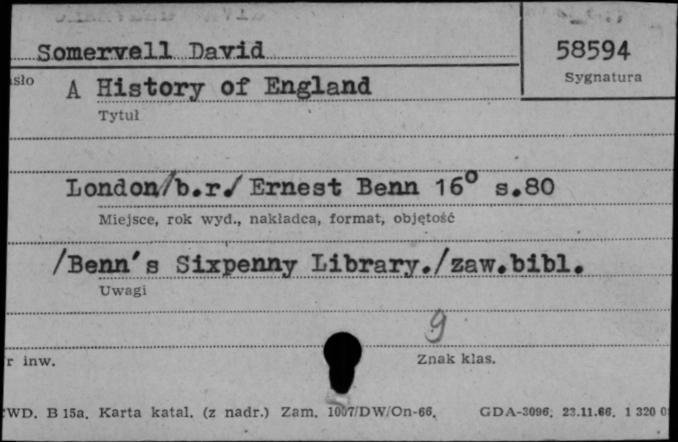 Somervell David
58594
Sygnatura
A History of England
Tytuł
London/b.r./ Ernest Benn 16° s.80
Miejsce, rok wyd., nakładca, format, objętość
/Benn's Sixpenny Library./zaw.bibl.
Uwagi
9
inw.
Znak klas.
WD. B 15a. Karta katal. (z nadr.) Zam. 1007/DW/On-66. GDA-3096. 23.11.66. 1 320